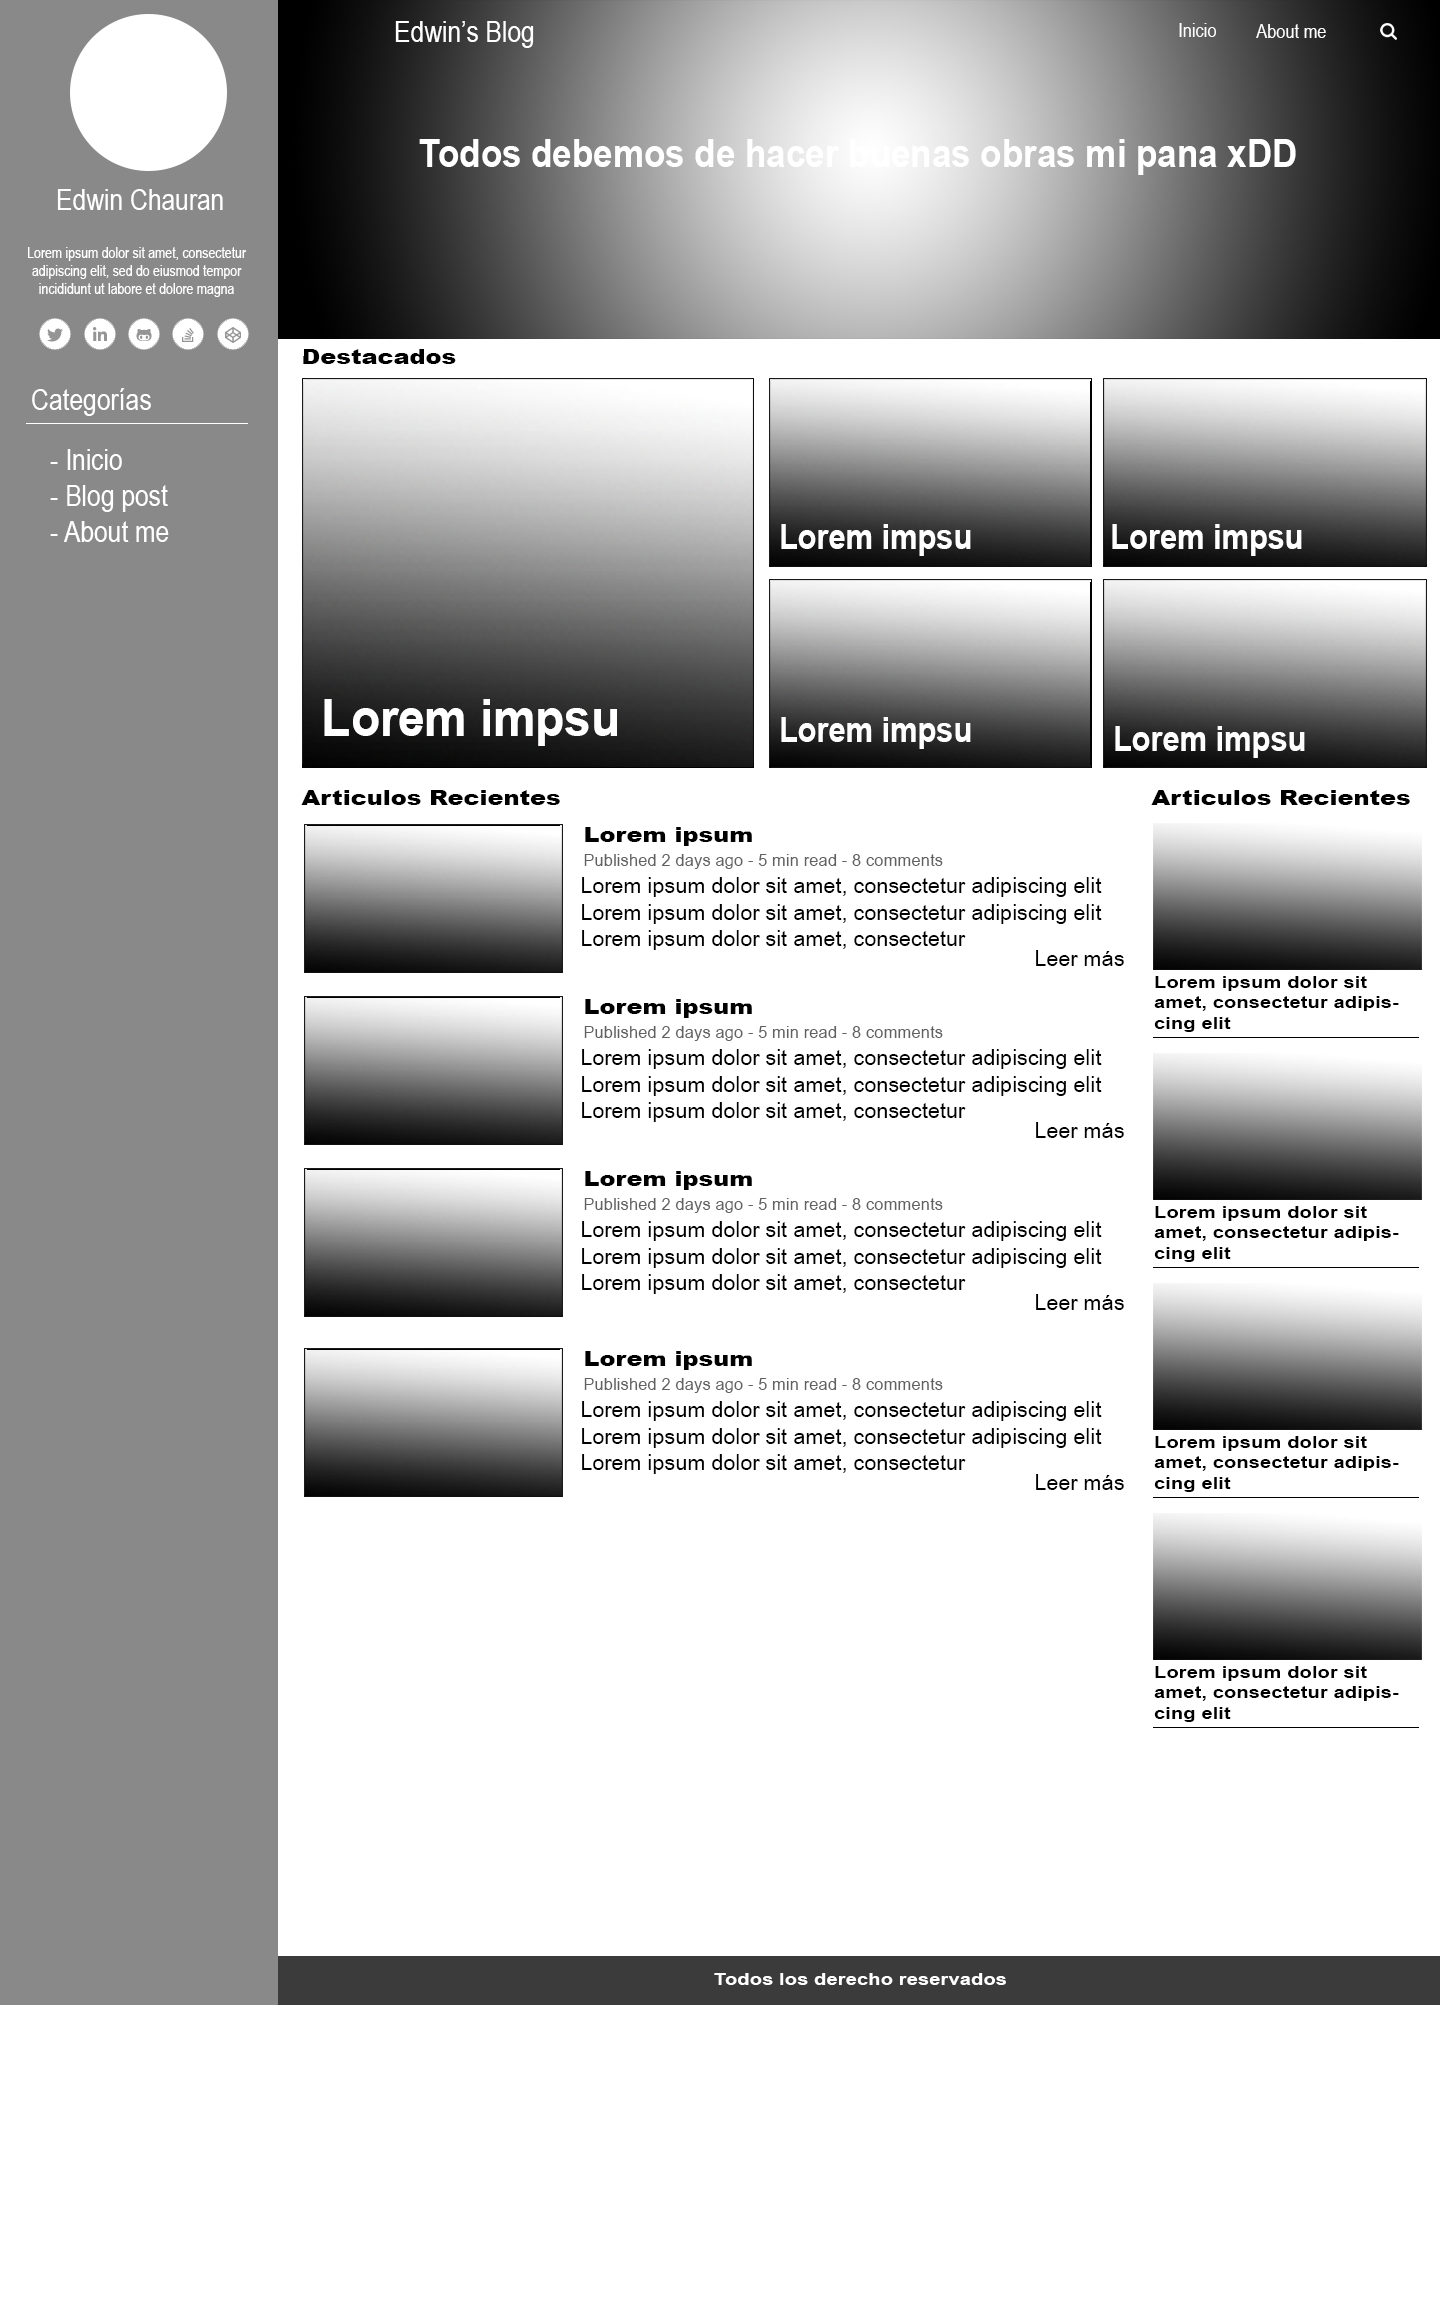 Edwin Chauran
Lorem ipsum dolor sit amet, consectetur
adipiscing elit, sed do eiusmod tempor
incididunt ut labore et dolore magna
in
Categorías
- Inicio
- Blog post
- About me
Edwin’s Blog
Inicio
About me
Todos debemos de hacer buenas obras mi pana xDD
Destacados
Lorem impsu
Lorem impsu
Lorem impsu
Lorem impsu
Lorem impsu
Articulos Recientes
Lorem ipsum
Published 2 days ago - 5 min read - 8 comments
Lorem ipsum dolor sit amet, consectetur adipiscing elit
Lorem ipsum dolor sit amet, consectetur adipiscing elit
Lorem ipsum dolor sit amet, consectetur
Leer más
Lorem ipsum
Published 2 days ago - 5 min read - 8 comments
Lorem ipsum dolor sit amet, consectetur adipiscing elit
Lorem ipsum dolor sit amet, consectetur adipiscing elit
Lorem ipsum dolor sit amet, consectetur
Leer más
Lorem ipsum
Published 2 days ago - 5 min read - 8 comments
Lorem ipsum dolor sit amet, consectetur adipiscing elit
Lorem ipsum dolor sit amet, consectetur adipiscing elit
Lorem ipsum dolor sit amet, consectetur
Leer más
Lorem ipsum
Published 2 days ago - 5 min read - 8 comments
Lorem ipsum dolor sit amet, consectetur adipiscing elit
Lorem ipsum dolor sit amet, consectetur adipiscing elit
Lorem ipsum dolor sit amet, consectetur
Leer más
Articulos Recientes
Lorem ipsum dolor sit
amet, consectetur adipis-
cing elit
Lorem ipsum dolor sit
amet, consectetur adipis-
cing elit
Lorem ipsum dolor sit
amet, consectetur adipis-
cing elit
Lorem ipsum dolor sit
amet, consectetur adipis-
cing elit
Todos los derecho reservados